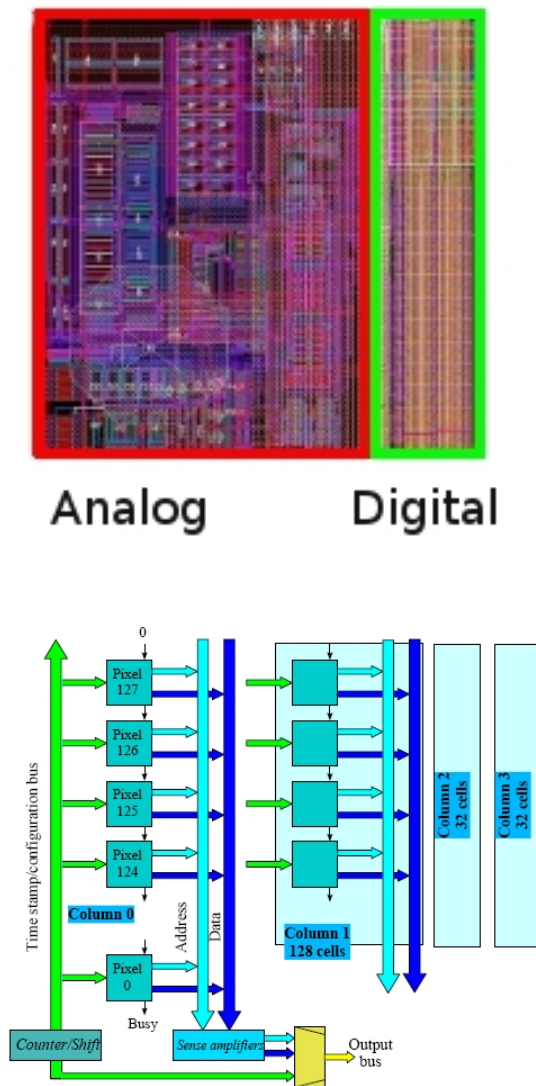 Analog Digital
0
Pixel
127
Pixel
126
Pixel
125
Pixel
124
Column 0
Pixel
0
Busy
Time stamp/configuration bus
Address
Data
Column 1
128 cells
Column 2
32 cells
Column 3
32 cells
Counter/Shift
Sense amplifiers
Output
bus